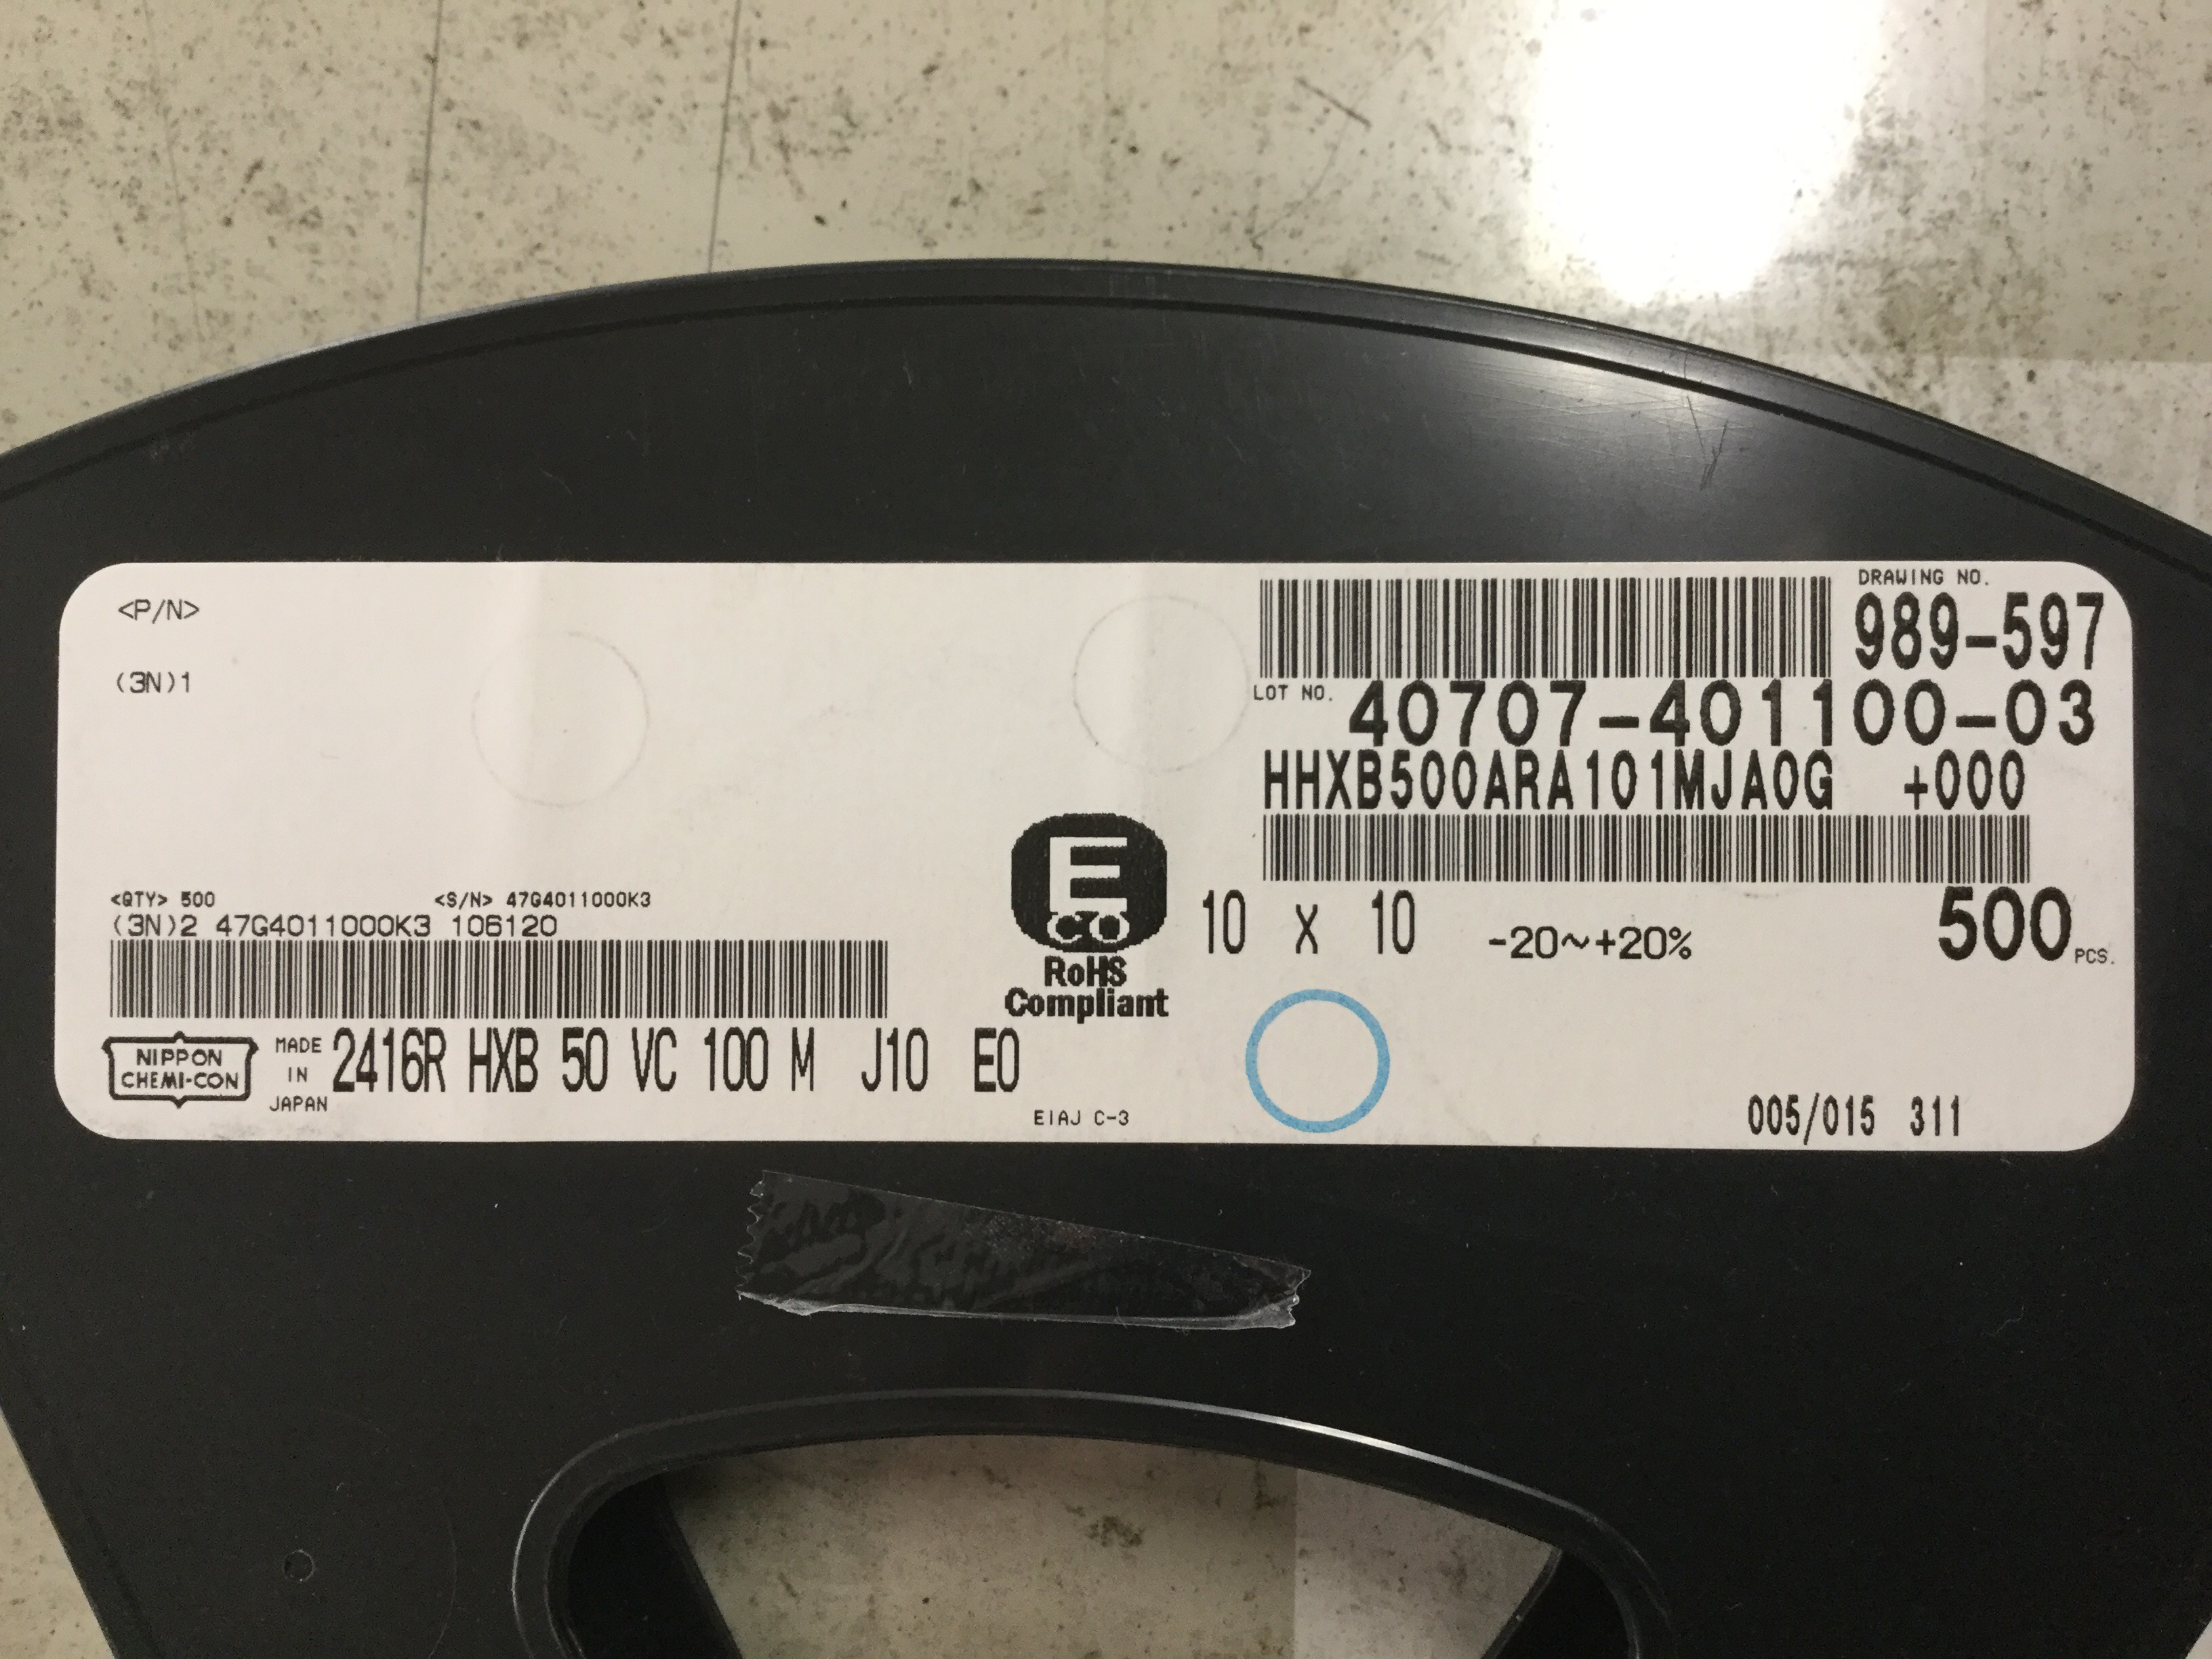 <P/N>
(3N)1
DRAWING NO.
989-597
LOT NO. 40707-401100-03
HHXB500ARA101MJA0G +000
<QTY> 500 <S/N> 47G4011000K3
(3N)2 47G4011000K3 106120
E
CO
RoHS
Compliant
10 X 10 -20~+20% 500 PCS.
NIPPON
CHEMI-CON
MADE
IN
JAPAN
2416R HXB 50 VC 100 M J10 E0
EIAJ C-3
005/015 311